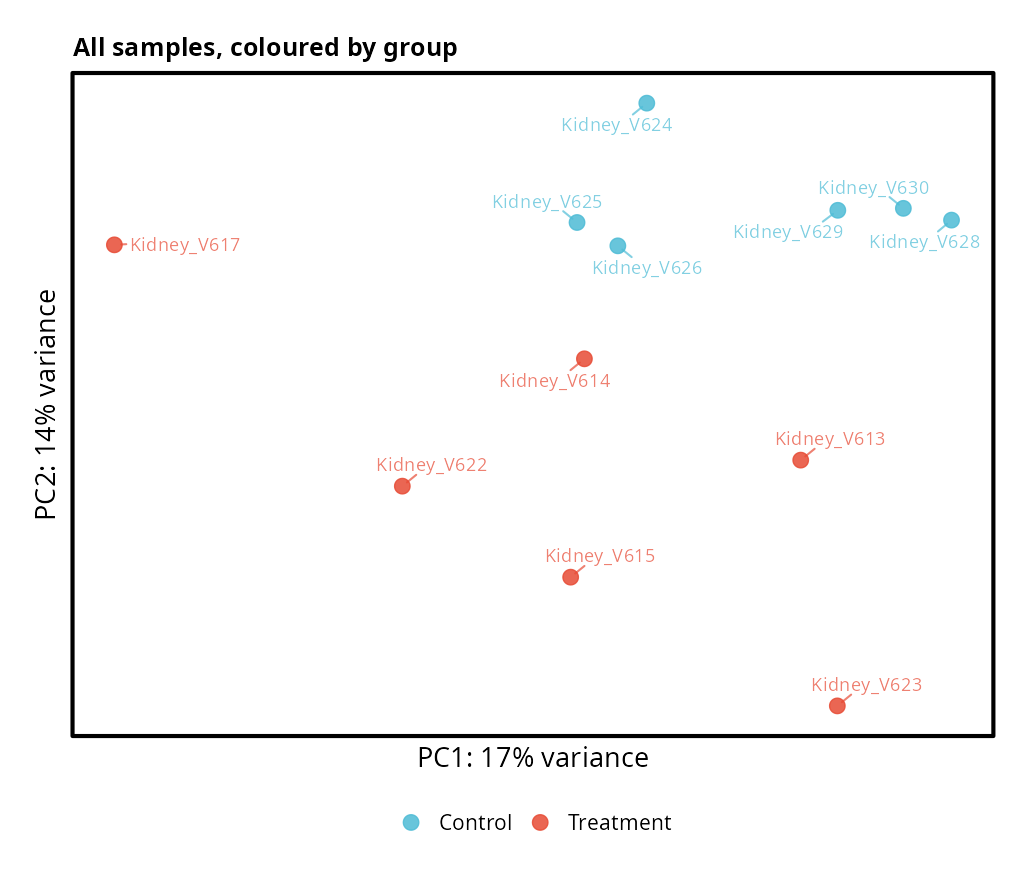 All samples, coloured by group
Kidney_V624
Kidney_V630
Kidney_V625
Kidney_V629
Kidney_V628
Kidney_V617
Kidney_V626
Kidney_V614
Kidney_V613
Kidney_V622
Kidney_V615
Kidney_V623
PC2: 14% variance
PC1: 17% variance
Control
Treatment